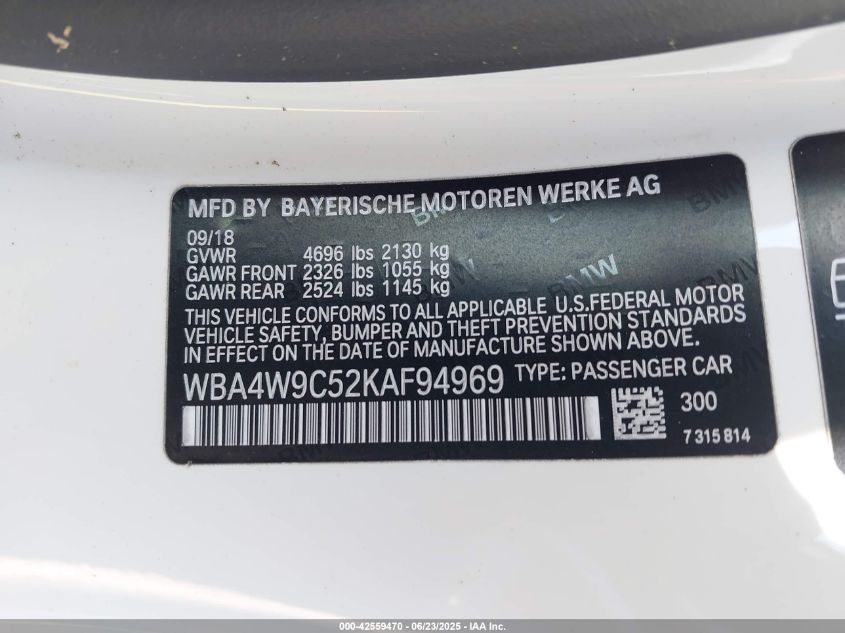 MFD BY BAYERISCHE MOTOREN WERKE AG
09/18
GVWR 4696 lbs 2130 kg
GAWR FRONT 2326 lbs 1055 kg
GAWR REAR 2524 lbs 1145 kg
THIS VEHICLE CONFORMS TO ALL APPLICABLE U.S.FEDERAL MOTOR
VEHICLE SAFETY, BUMPER AND THEFT PREVENTION STANDARDS
IN EFFECT ON THE DATE OF MANUFACTURE SHOWN ABOVE.
WBA4W9C52KAF94969 TYPE: PASSENGER CAR
300
7315814
000-42559470 - 06/23/2025 - IAA Inc.